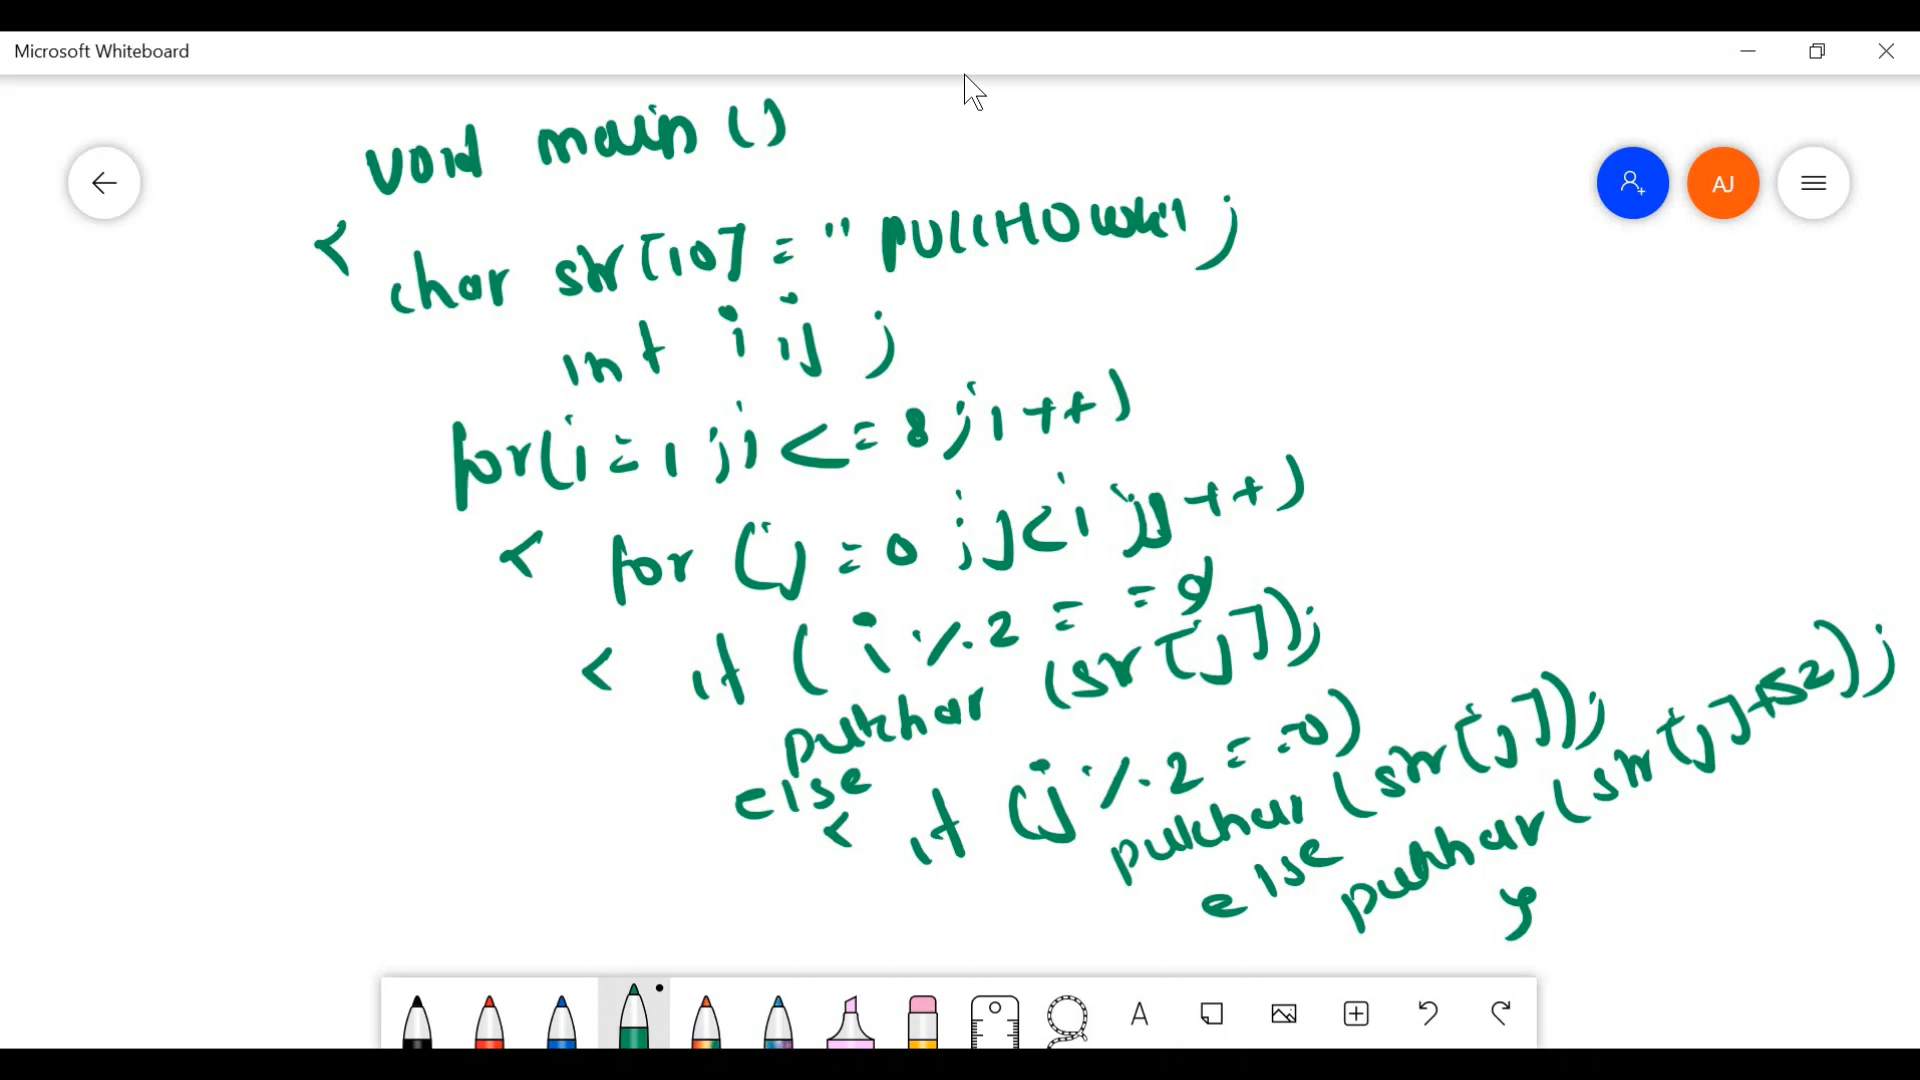 Microsoft Whiteboard
AJ
void main ()
{
char str[10] = "PULCHOWK";
int i,j;
for(i=1;i<=8;i++)
{ for (j=0;j<i;j++)
{ if (i%2==0)
putchar (str[j]);
else
{ if (j%2==0)
putchar (str[j]);
else
putchar(str[j]+32);
}
A